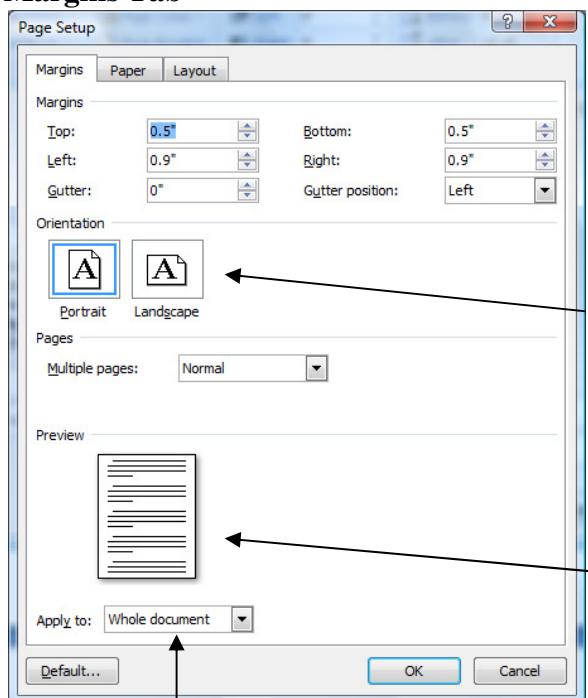 Margins Tab
Page Setup
Margins Paper Layout
Margins
Top: 0.5" Bottom: 0.5"
Left: 0.9" Right: 0.9"
Gutter: 0" Gutter position: Left
Orientation
A A
Portrait Landscape
Pages
Multiple pages: Normal
Preview
Apply to: Whole document
Default... OK Cancel